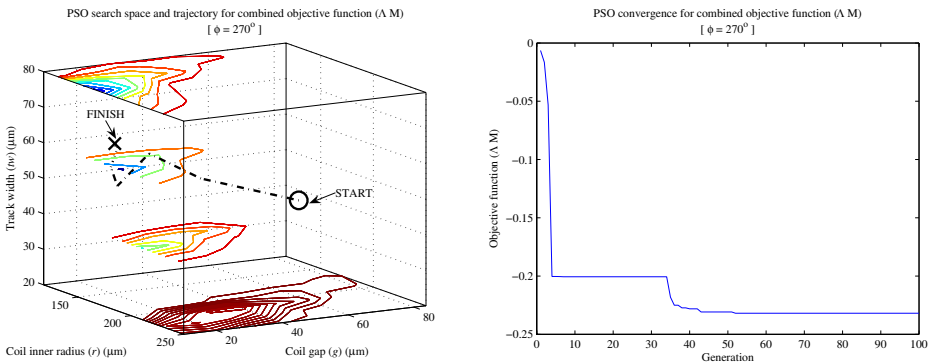 PSO search space and trajectory for combined objective function (Λ M)
[ ϕ = 270° ]
80
70
60
50
40
30
20
Track width (tw) (μm)
FINISH
START
150
200
250
Coil inner radius (r) (μm)
20
40
60
80
Coil gap (g) (μm)
PSO convergence for combined objective function (Λ M)
[ ϕ = 270° ]
0
−0.05
−0.1
−0.15
−0.2
−0.25
Objective function (Λ M)
0 10 20 30 40 50 60 70 80 90 100
Generation